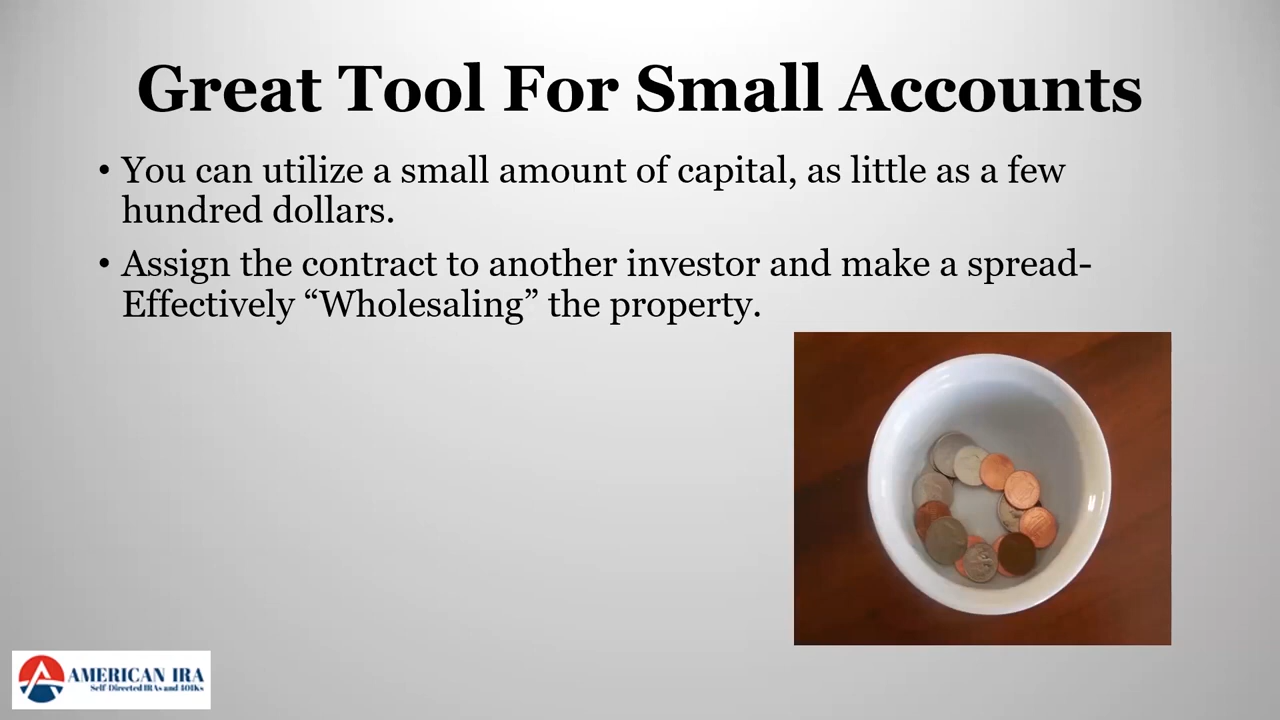 Great Tool For Small Accounts
• You can utilize a small amount of capital, as little as a few
hundred dollars.
• Assign the contract to another investor and make a spread-
Effectively “Wholesaling” the property.
AMERICAN IRA
Self-Directed IRAs and 401Ks